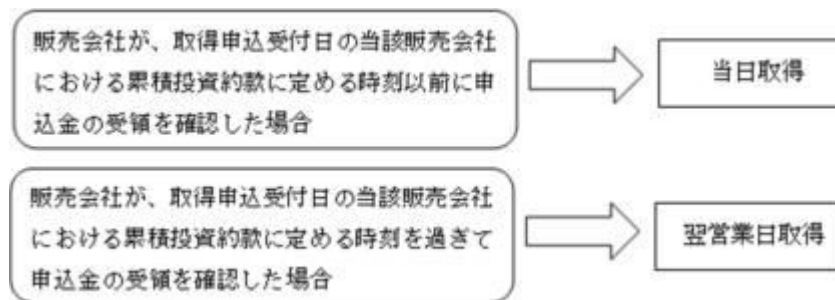 販売会社が、取得申込受付日の当該販売会社
における累積投資約款に定める時刻以前に申
込金の受領を確認した場合
当日取得
販売会社が、取得申込受付日の当該販売会社
における累積投資約款に定める時刻を過ぎて
申込金の受領を確認した場合
翌営業日取得